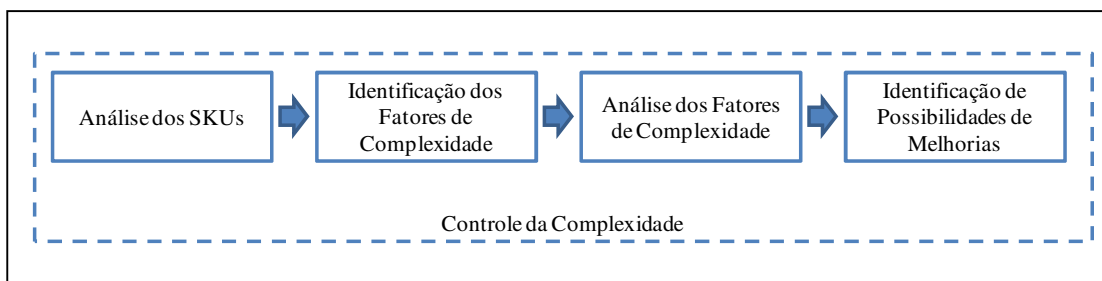 Análise dos SKUs
Identificação dos
Fatores de
Complexidade
Análise dos Fatores
de Complexidade
Identificação de
Possibilidades de
Melhorias
Controle da Complexidade